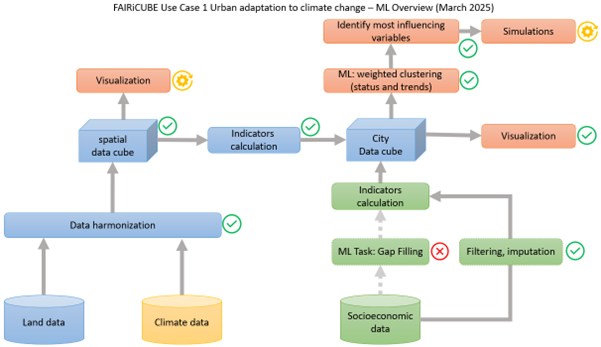 FAIRiCUBE Use Case 1 Urban adaptation to climate change – ML Overview (March 2025)
Identify most influencing
variables
Simulations
Visualization
ML: weighted clustering
(status and trends)
spatial
data cube
Indicators
calculation
City
Data cube
Visualization
Indicators
calculation
Data harmonization
ML Task: Gap Filling
Filtering, imputation
Land data
Climate data
Socioeconomic
data